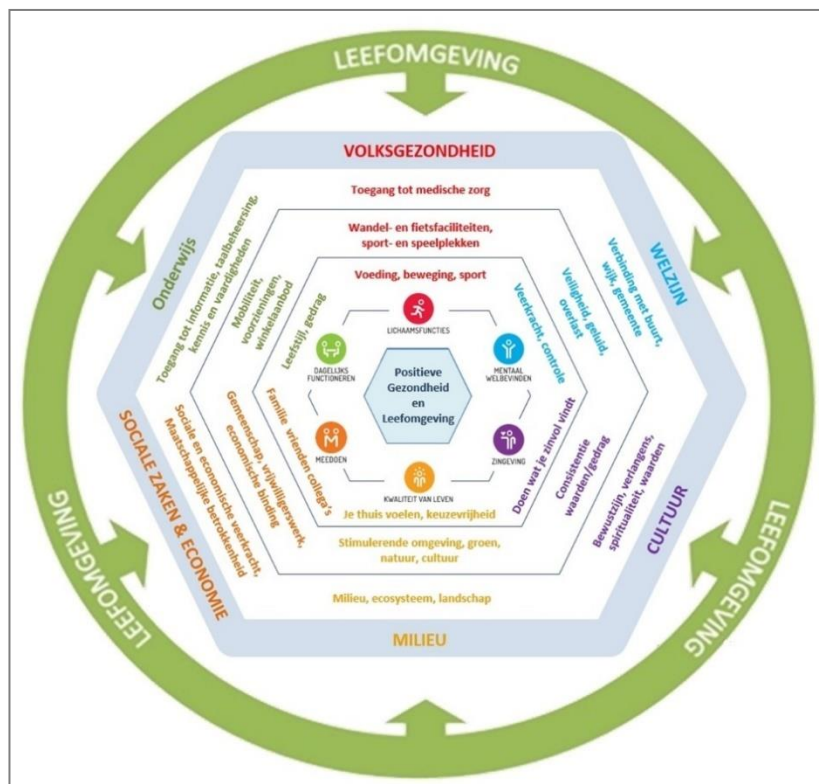 LEEFOMGEVING
VOLKSGEZONDHEID
Toegang tot medische zorg
Wandel- en fietsfaciliteiten,
sport- en speelplekken
Voeding, beweging, sport
LICHAAMSFUNCTIES
WELZIJN
Verbinding met buurt,
wijk, gemeente
Veiligheid, geluid,
overlast
Veerkracht, controle
MENTAAL
WELBEVINDEN
CULTUUR
Bewustzijn, verlangens,
spiritualiteit, waarden
Consistentie
waarden/gedrag
Doen wat je zinvol vindt
ZINGEVING
KWALITEIT VAN LEVEN
Je thuis voelen, keuzevrijheid
Stimulerende omgeving, groen,
natuur, cultuur
Milieu, ecosysteem, landschap
MILIEU
SOCIALE ZAKEN & ECONOMIE
Sociale en economische veerkracht,
Maatschappelijke betrokkenheid
Gemeenschap, vrijwilligerswerk,
economische binding
Familie vrienden,collega's
MEEDOEN
Onderwijs
Toegang tot informatie, taalbeheersing,
kennis en vaardigheden
Mobiliteit,
voorzieningen,
winkelaanbod
Leefstijl, gedrag
DAGELIJKS
FUNCTIONEREN
Positieve
Gezondheid
en
Leefomgeving
LEEFOMGEVING
LEEFOMGEVING